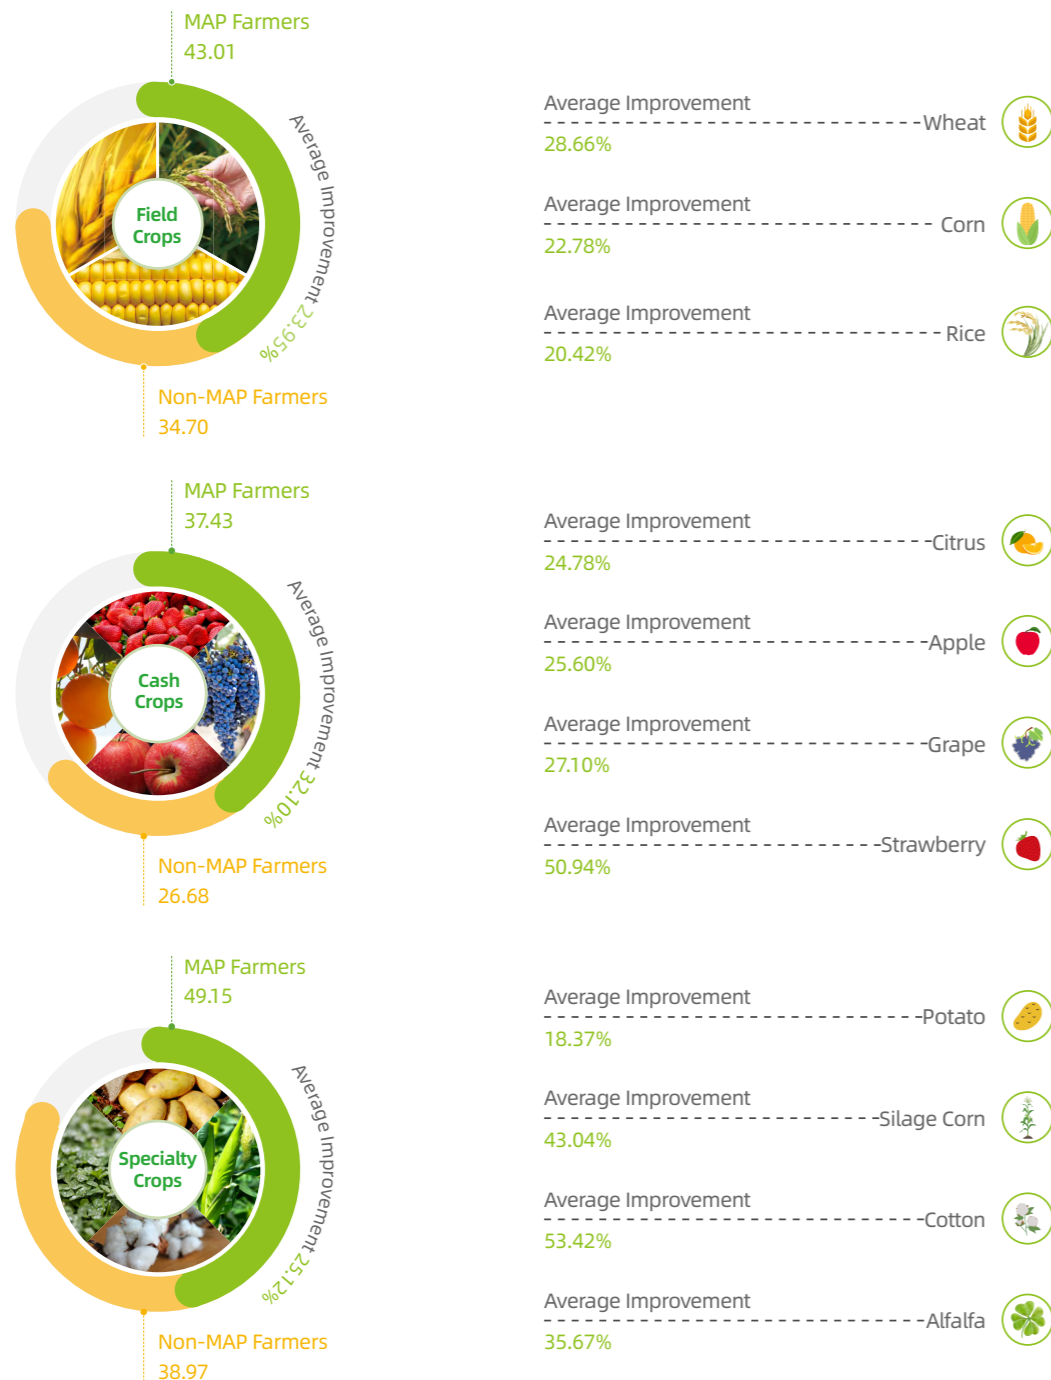 MAP Farmers
43.01
Field
Crops
Average Improvement 23.95%
Non-MAP Farmers
34.70
Average Improvement
Wheat
28.66%
Average Improvement
Corn
22.78%
Average Improvement
Rice
20.42%
MAP Farmers
37.43
Cash
Crops
Average Improvement 32.10%
Non-MAP Farmers
26.68
Average Improvement
Citrus
24.78%
Average Improvement
Apple
25.60%
Average Improvement
Grape
27.10%
Average Improvement
Strawberry
50.94%
MAP Farmers
49.15
Specialty
Crops
Average Improvement 25.12%
Non-MAP Farmers
38.97
Average Improvement
Potato
18.37%
Average Improvement
Silage Corn
43.04%
Average Improvement
Cotton
53.42%
Average Improvement
Alfalfa
35.67%